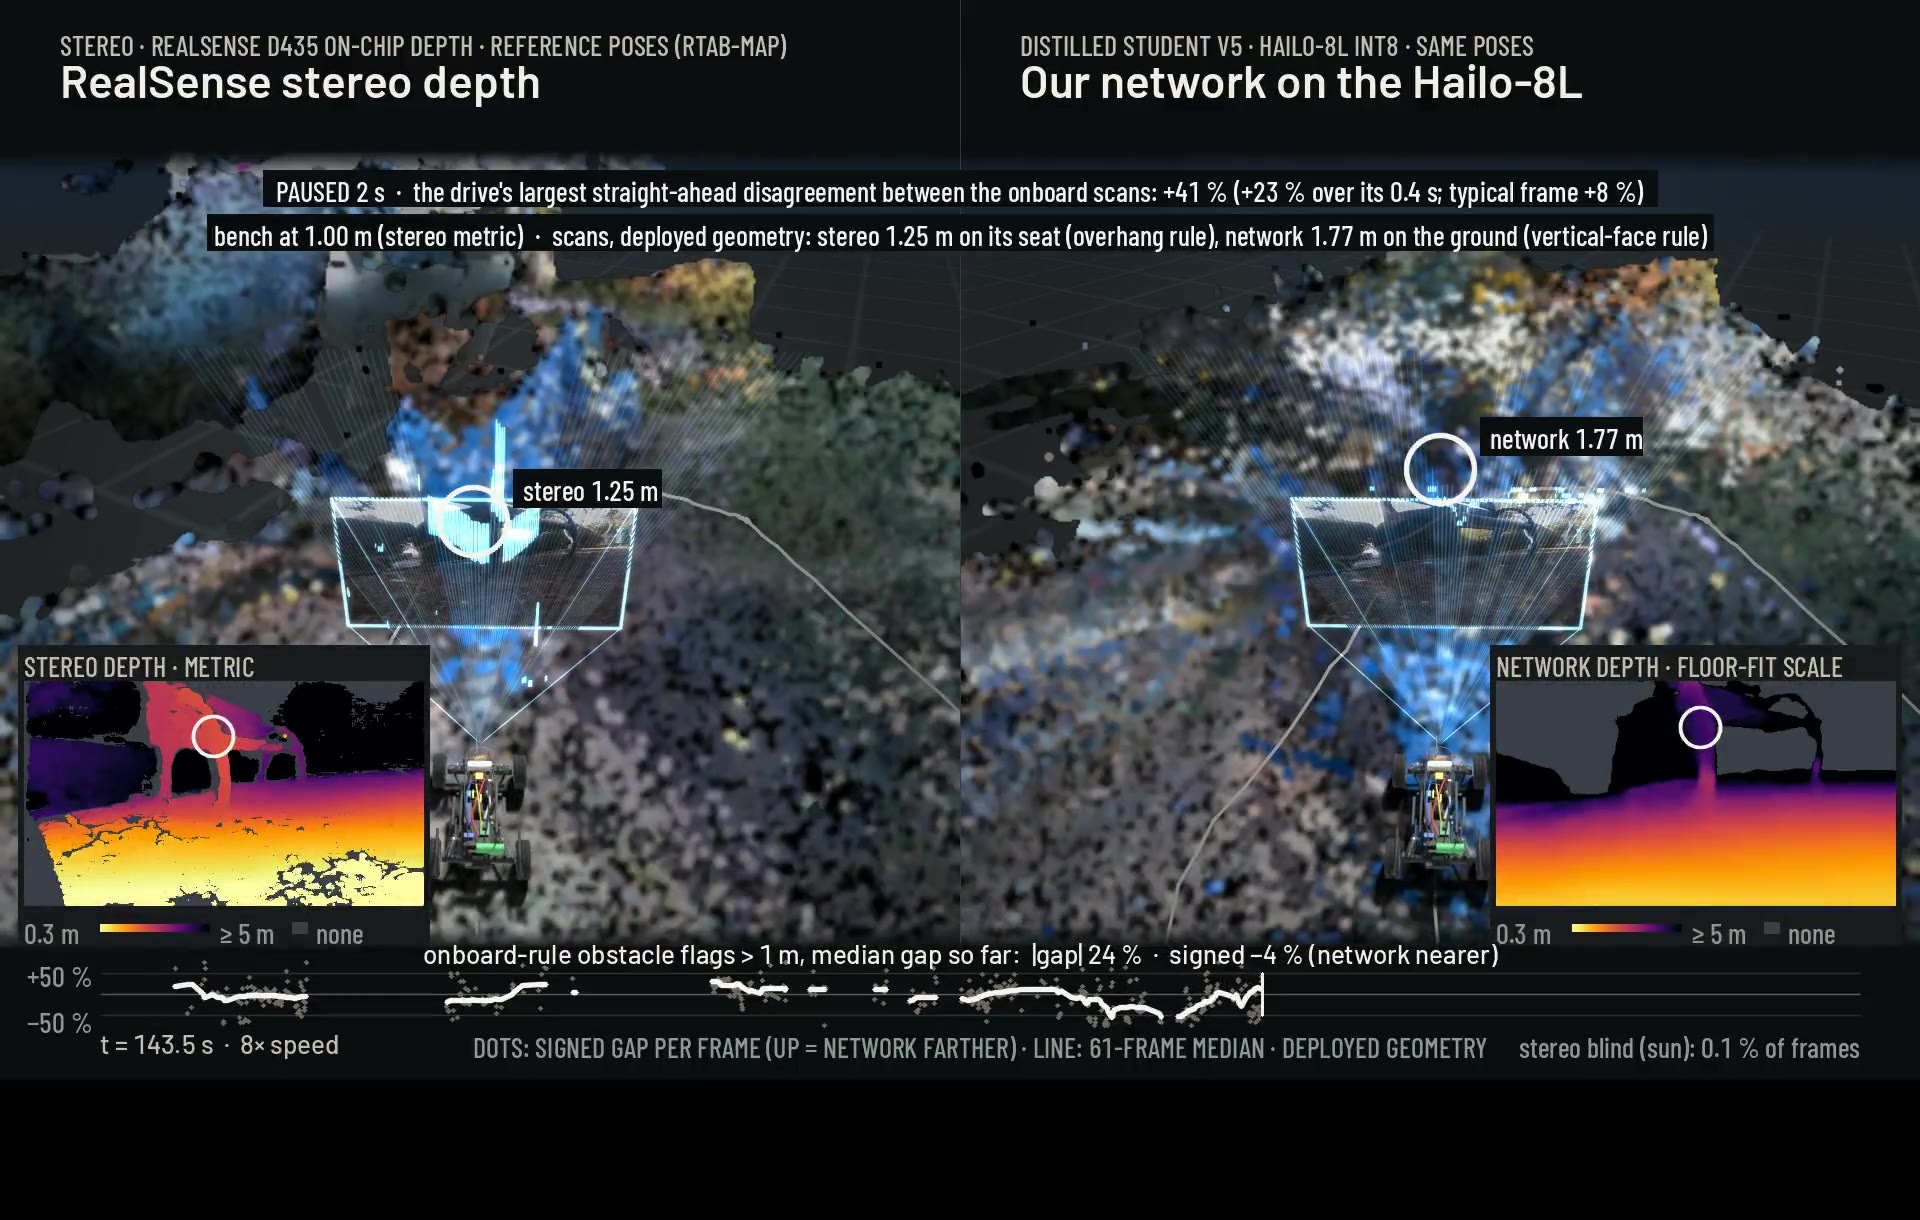 STEREO · REALSENSE D435 ON-CHIP DEPTH · REFERENCE POSES (RTAB-MAP)
RealSense stereo depth
DISTILLED STUDENT V5 · HAILO-8L INT8 · SAME POSES
Our network on the Hailo-8L
PAUSED 2 s · the drive's largest straight-ahead disagreement between the onboard scans: +41 % (+23 % over its 0.4 s; typical frame +8 %)
bench at 1.00 m (stereo metric) · scans, deployed geometry: stereo 1.25 m on its seat (overhang rule), network 1.77 m on the ground (vertical-face rule)
network 1.77 m
stereo 1.25 m
STEREO DEPTH · METRIC
0.3 m ≥ 5 m none
NETWORK DEPTH · FLOOR-FIT SCALE
0.3 m ≥ 5 m none
onboard-rule obstacle flags > 1 m, median gap so far: |gap| 24 % · signed −4 % (network nearer)
+50 %
−50 %
t = 143.5 s · 8× speed
DOTS: SIGNED GAP PER FRAME (UP = NETWORK FARTHER) · LINE: 61-FRAME MEDIAN · DEPLOYED GEOMETRY
stereo blind (sun): 0.1 % of frames